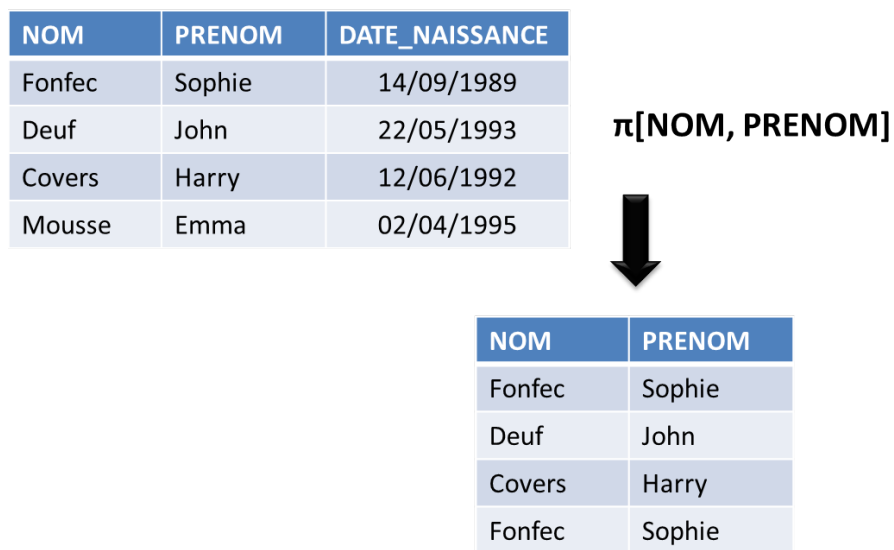 NOM PRENOM DATE_NAISSANCE
Fonfec Sophie 14/09/1989
Deuf John 22/05/1993
Covers Harry 12/06/1992
Mousse Emma 02/04/1995
π[NOM, PRENOM]
NOM PRENOM
Fonfec Sophie
Deuf John
Covers Harry
Fonfec Sophie